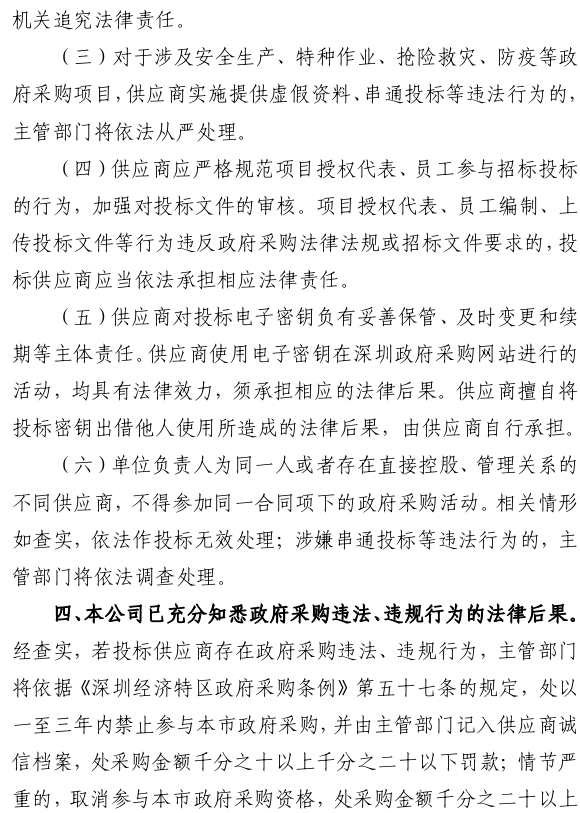 机关追究法律责任。
（三）对于涉及安全生产、特种作业、抢险救灾、防疫等政
府采购项目，供应商实施提供虚假资料、串通投标等违法行为的，
主管部门将依法从严处理。
（四）供应商应严格规范项目授权代表、员工参与招标投标
的行为，加强对投标文件的审核。项目授权代表、员工编制、上
传投标文件等行为违反政府采购法律法规或招标文件要求的，投
标供应商应当依法承担相应法律责任。
（五）供应商对投标电子密钥负有妥善保管、及时变更和续
期等主体责任。供应商使用电子密钥在深圳政府采购网站进行的
活动，均具有法律效力，须承担相应的法律后果。供应商擅自将
投标密钥出借他人使用所造成的法律后果，由供应商自行承担。
（六）单位负责人为同一人或者存在直接控股、管理关系的
不同供应商，不得参加同一合同项下的政府采购活动。相关情形
如查实，依法作投标无效处理；涉嫌串通投标等违法行为的，主
管部门将依法调查处理。
四、本公司已充分知悉政府采购违法、违规行为的法律后果。
经查实，若投标供应商存在政府采购违法、违规行为，主管部门
将依据《深圳经济特区政府采购条例》第五十七条的规定，处以
一至三年内禁止参与本市政府采购，并由主管部门记入供应商诚
信档案，处采购金额千分之十以上千分之二十以下罚款；情节严
重的，取消参与本市政府采购资格，处采购金额千分之二十以上